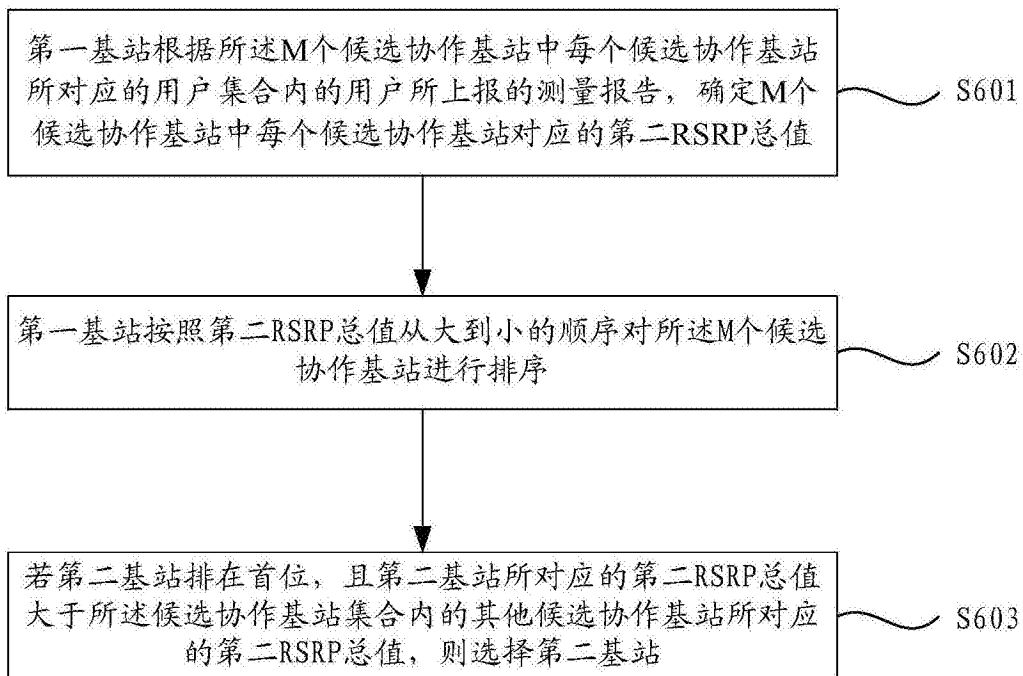 第一基站根据所述M个候选协作基站中每个候选协作基站
所对应的用户集合内的用户所上报的测量报告，确定M个
候选协作基站中每个候选协作基站对应的第二RSRP总值
S601
第一基站按照第二RSRP总值从大到小的顺序对所述M个候选
协作基站进行排序
S602
若第二基站排在首位，且第二基站所对应的第二RSRP总值
大于所述候选协作基站集合内的其他候选协作基站所对应
的第二RSRP总值，则选择第二基站
S603